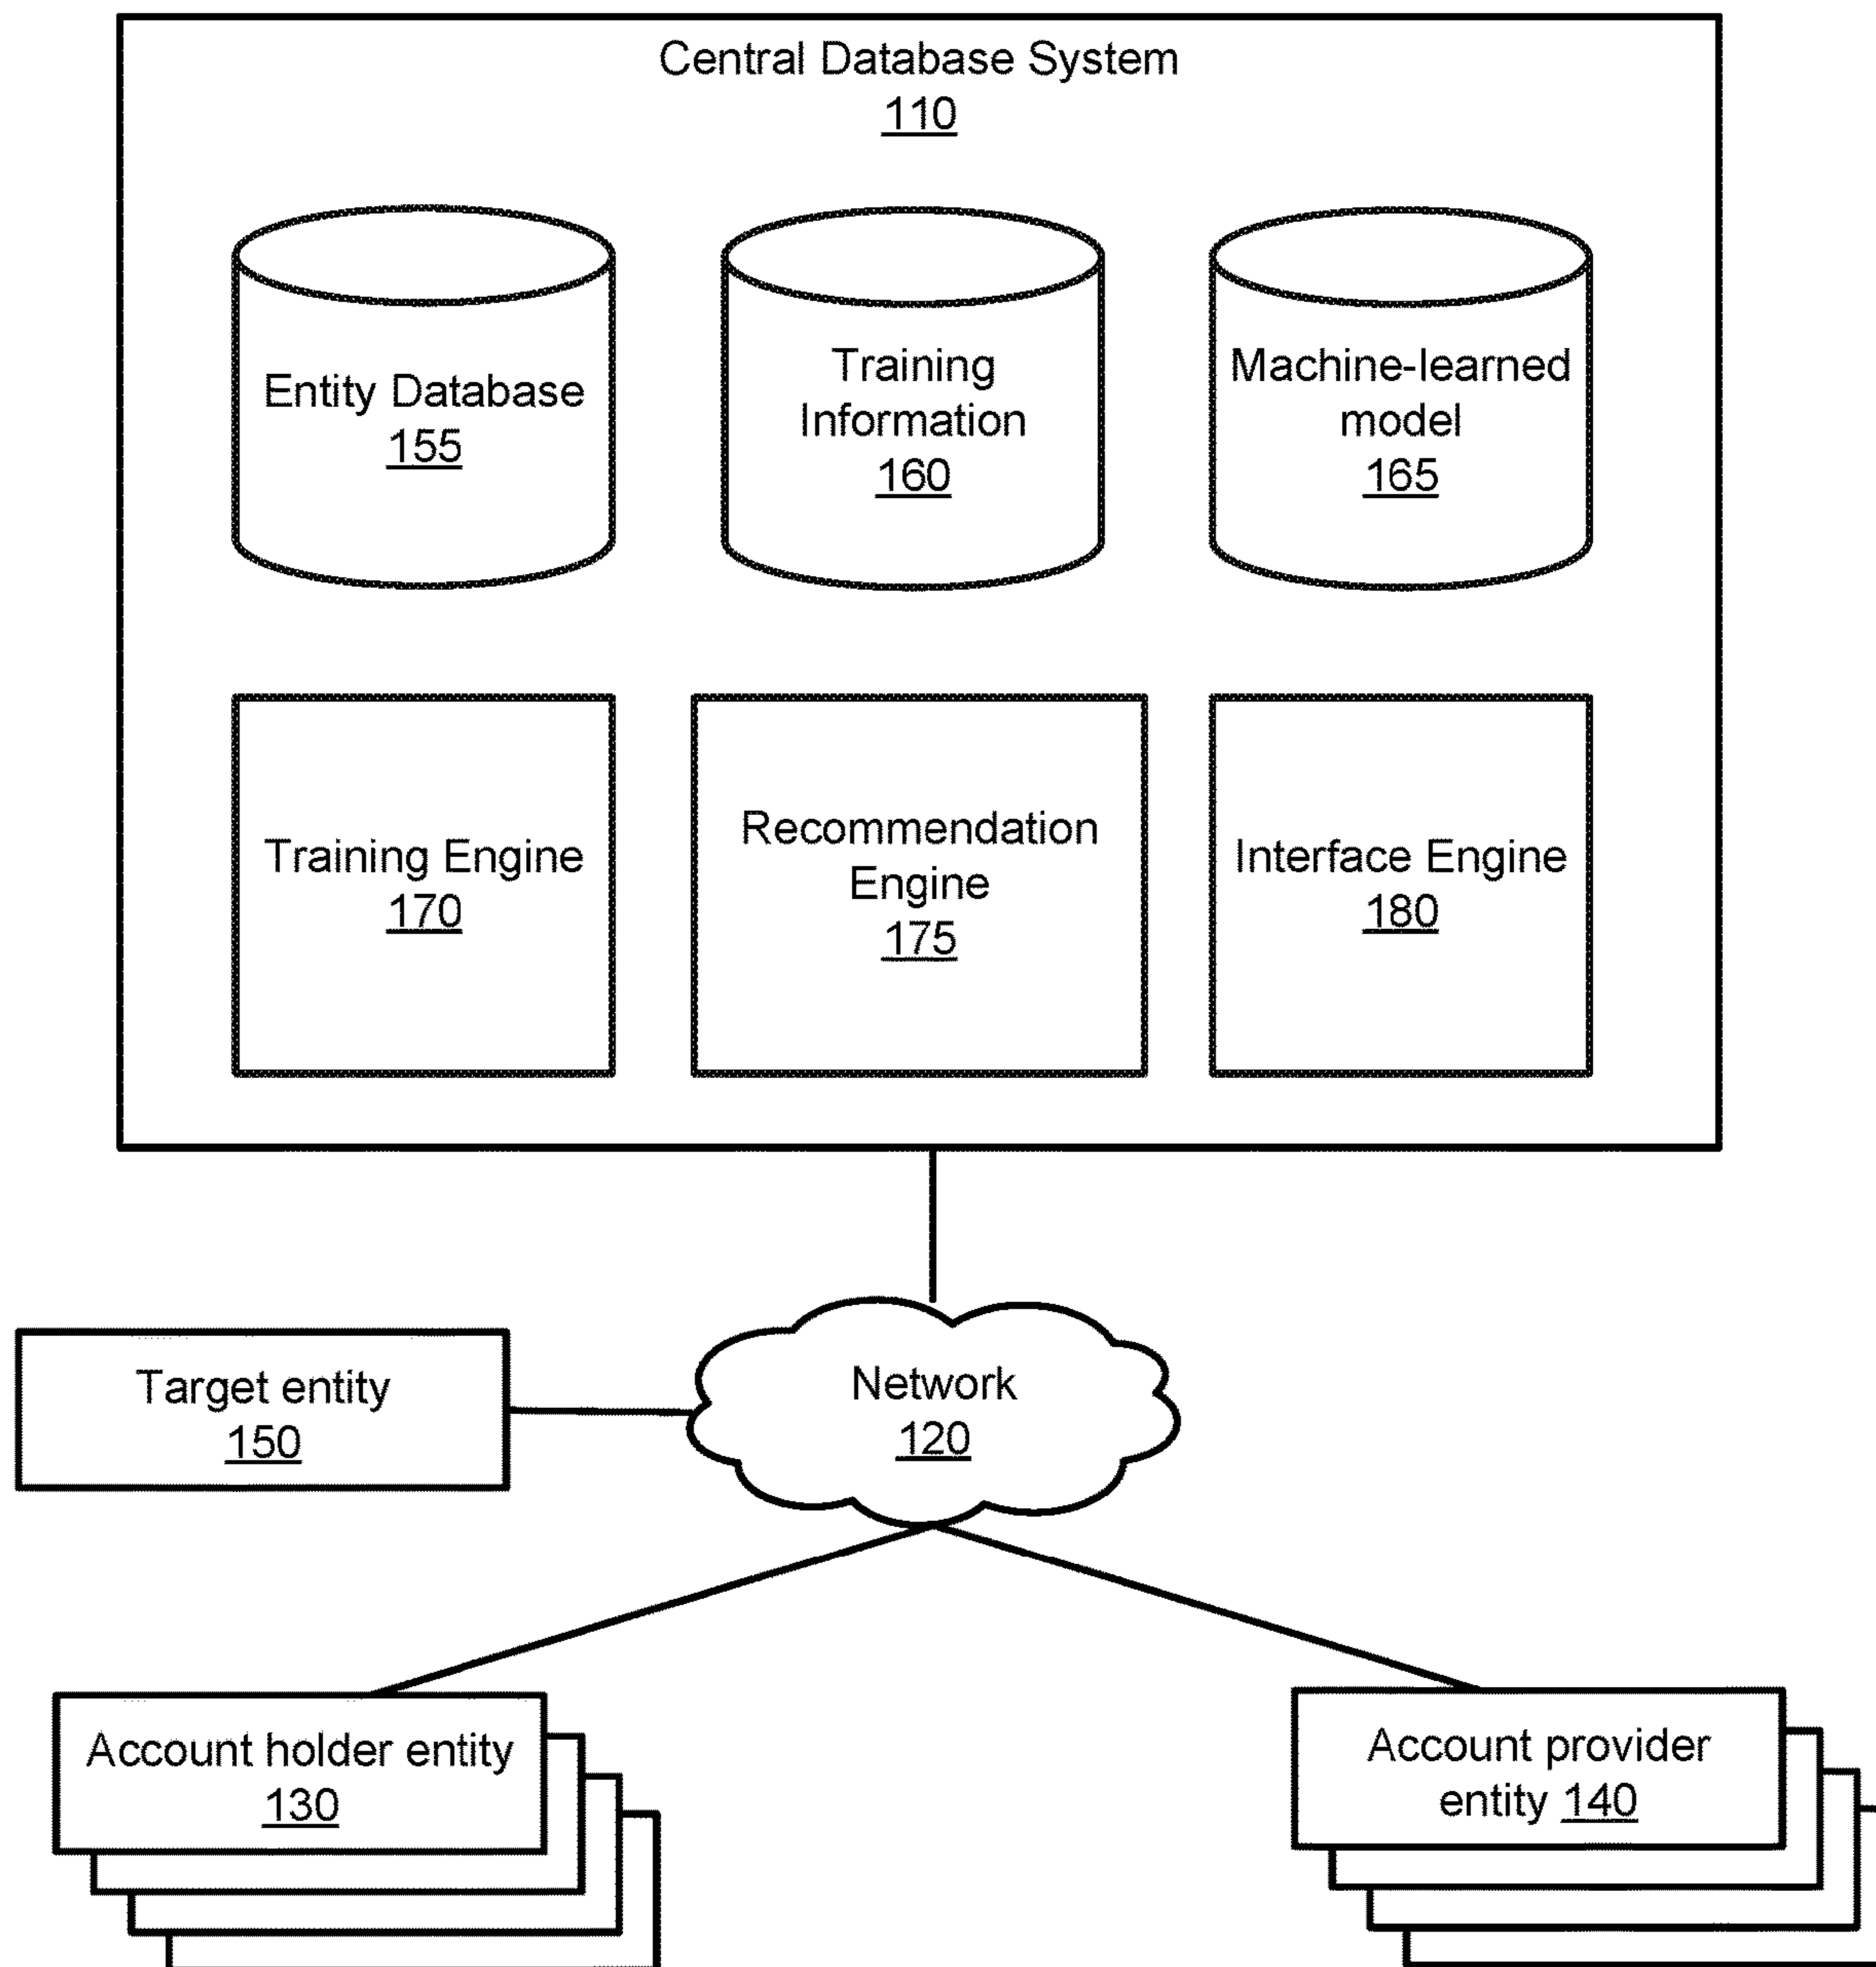 Central Database System
110
Entity Database
155
Training
Information
160
Machine-learned
model
165
Training Engine
170
Recommendation
Engine
175
Interface Engine
180
Target entity
150
Network
120
Account holder entity
130
Account provider
entity 140